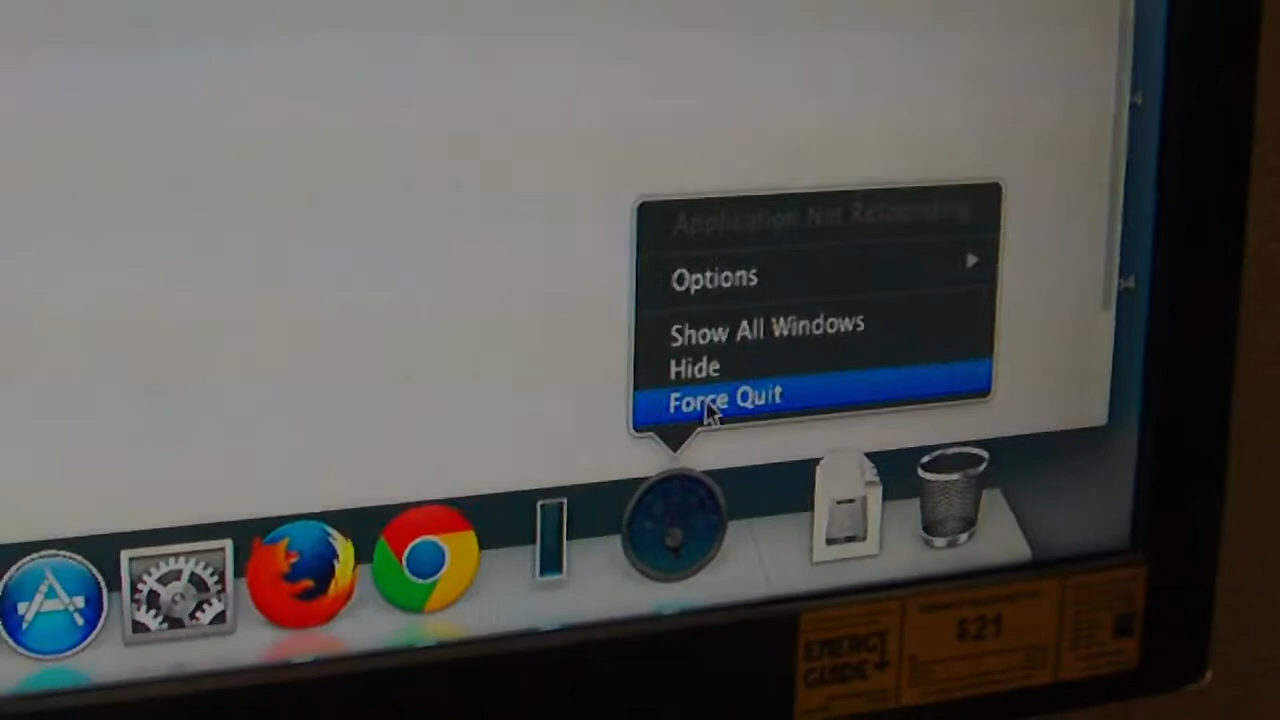 Application Not Responding
Options
Show All Windows
Hide
Force Quit
ENERGY
GUIDE
$21